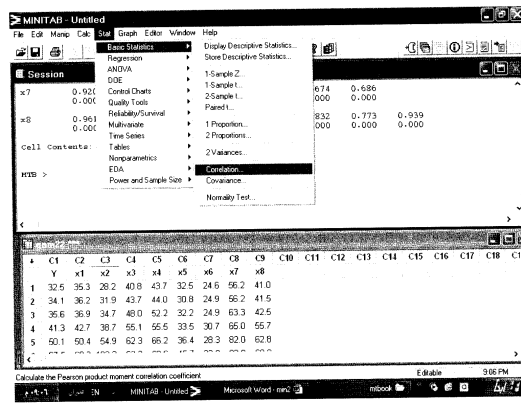 MINITAB - Untitled
File Edit Manip Calc Stat Graph Editor Window Help
Basic Statistics
Regression
ANOVA
DOE
Control Charts
Quality Tools
Reliability/Survival
Multivariate
Time Series
Tables
Nonparametrics
EDA
Power and Sample Size
Display Descriptive Statistics...
Store Descriptive Statistics...
1-Sample Z...
1-Sample t...
2-Sample t...
Paired t...
1 Proportion...
2 Proportions...
2 Variances...
Correlation...
Covariance...
Normality Test...
Session
x7 0.920 674 0.686
0.000 000 0.000
x8 0.961 832 0.773 0.939
0.000 000 0.000 0.000
Cell Contents:
MTB >
C1 C2 C3 C4 C5 C6 C7 C8 C9 C10 C11 C12 C13 C14 C15 C16 C17 C18 C1
Y x1 x2 x3 x4 x5 x6 x7 x8
1 32.5 35.3 28.2 40.8 43.7 32.5 24.6 56.2 41.0
2 34.1 36.2 31.9 43.7 44.0 30.8 24.9 56.2 41.5
3 35.6 36.9 34.7 48.0 52.2 32.2 24.9 63.3 42.5
4 41.3 42.7 38.7 55.1 55.5 33.5 30.7 65.0 55.7
5 50.1 50.4 54.9 62.3 66.2 36.4 28.3 82.0 62.8
Calculate the Pearson product moment correlation coefficient
Editable 9:06 PM
EN MINITAB - Untitled Microsoft Word - min2 mtbook